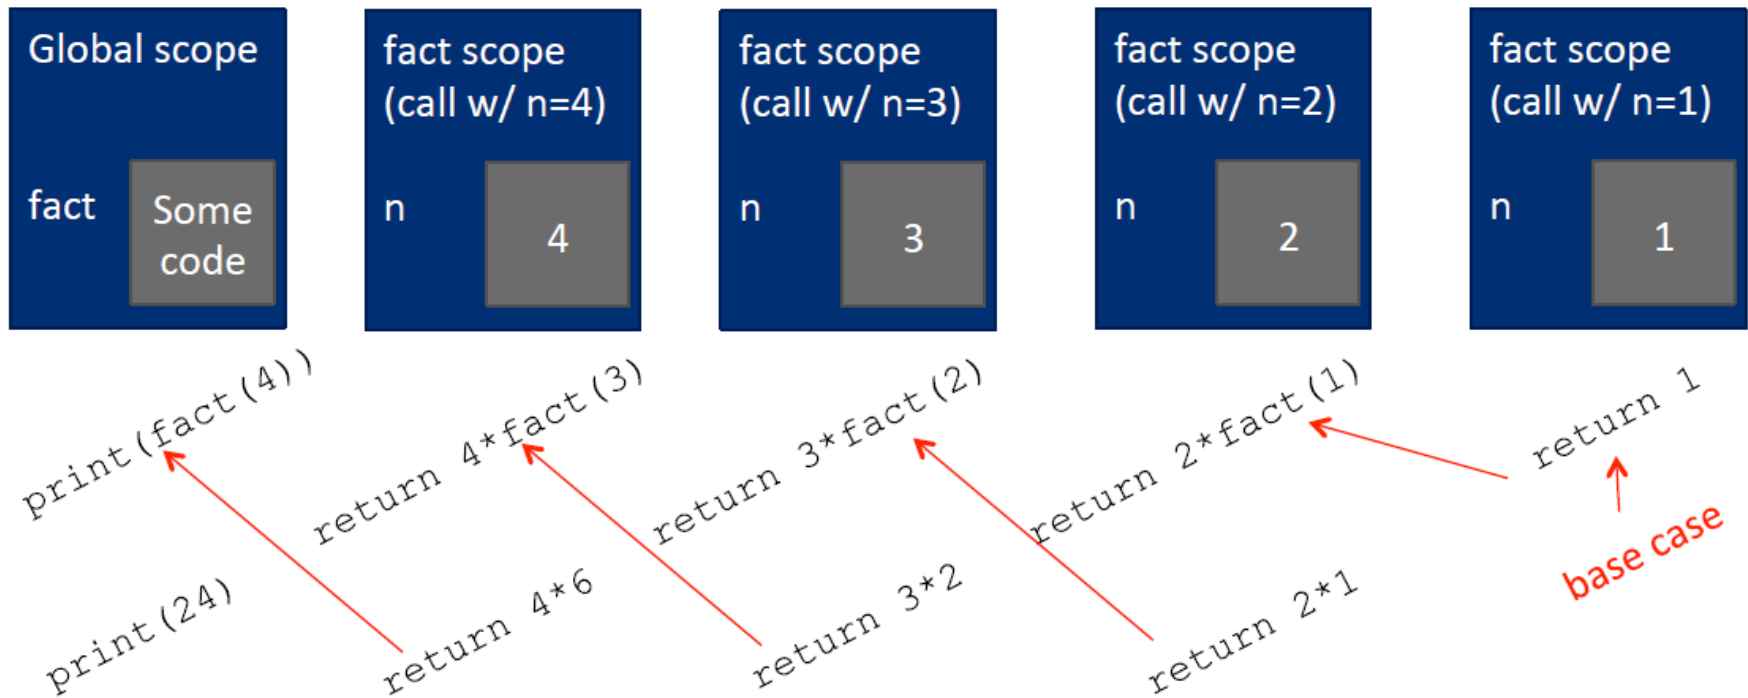 Global scope
fact
Some
code
fact scope
(call w/ n=4)
n
4
fact scope
(call w/ n=3)
n
3
fact scope
(call w/ n=2)
n
2
fact scope
(call w/ n=1)
n
1
print(fact(4))
return 4*fact(3)
return 3*fact(2)
return 2*fact(1)
return 1
base case
print(24)
return 4*6
return 3*2
return 2*1